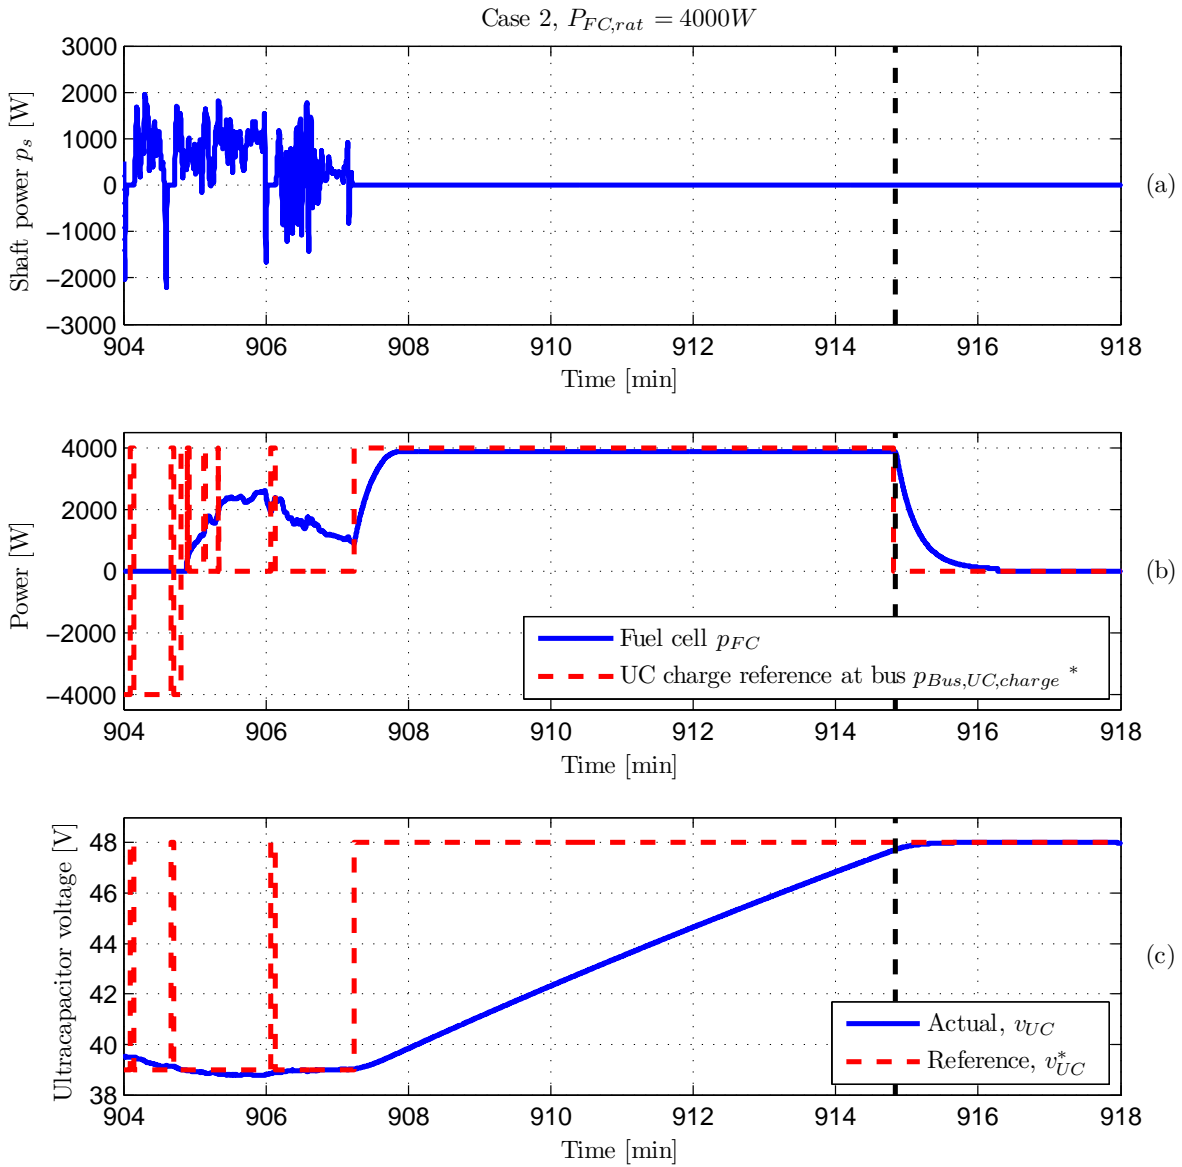 Case 2, P_{FC,rat} = 4000W
Shaft power p_s [W]
3000
2000
1000
0
−1000
−2000
−3000
904 906 908 910 912 914 916 918
Time [min]
(a)
Power [W]
4000
2000
0
−2000
−4000
Fuel cell p_{FC}
UC charge reference at bus p_{Bus,UC,charge} *
904 906 908 910 912 914 916 918
Time [min]
(b)
Ultracapacitor voltage [V]
48
46
44
42
40
38
Actual, v_{UC}
Reference, v_{UC}^*
904 906 908 910 912 914 916 918
Time [min]
(c)